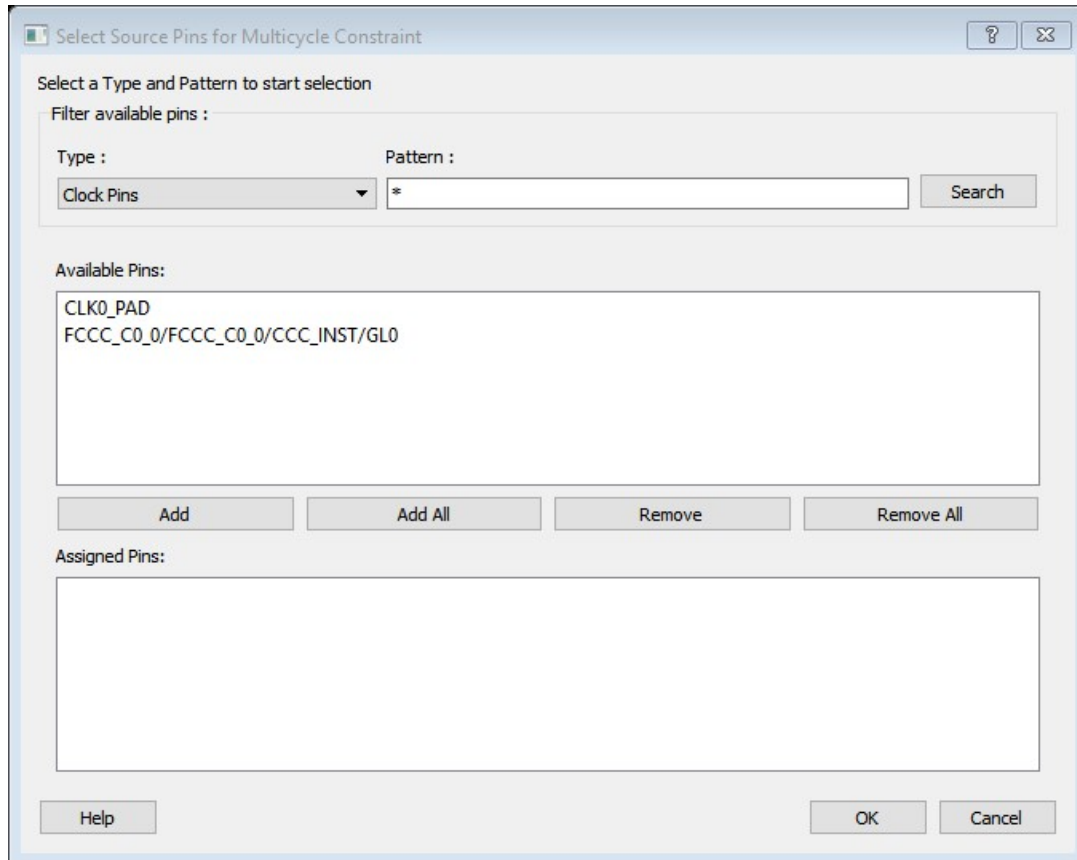 Select Source Pins for Multicycle Constraint
?
Select a Type and Pattern to start selection
Filter available pins :
Type :
Pattern :
Clock Pins
*
Search
Available Pins:
CLK0_PAD
FCCC_C0_0/FCCC_C0_0/CCC_INST/GL0
Add
Add All
Remove
Remove All
Assigned Pins:
Help
OK
Cancel